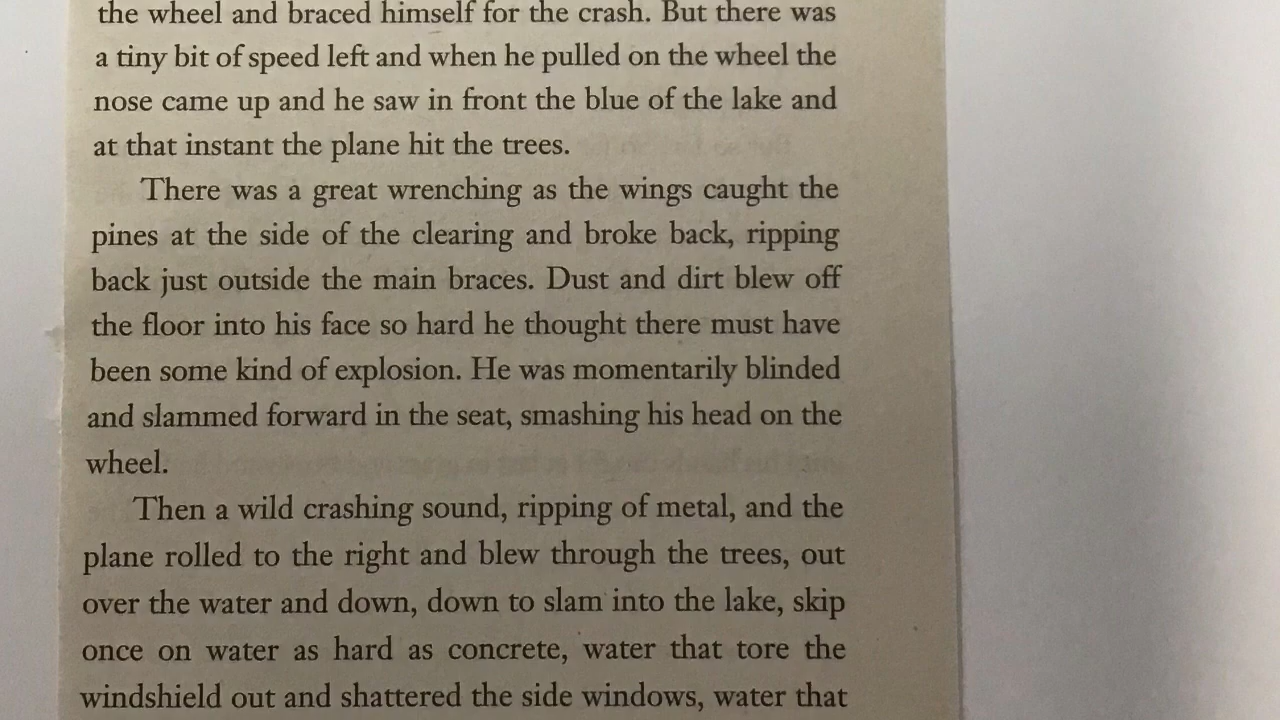 the wheel and braced himself for the crash. But there was
a tiny bit of speed left and when he pulled on the wheel the
nose came up and he saw in front the blue of the lake and
at that instant the plane hit the trees.
There was a great wrenching as the wings caught the
pines at the side of the clearing and broke back, ripping
back just outside the main braces. Dust and dirt blew off
the floor into his face so hard he thought there must have
been some kind of explosion. He was momentarily blinded
and slammed forward in the seat, smashing his head on the
wheel.
Then a wild crashing sound, ripping of metal, and the
plane rolled to the right and blew through the trees, out
over the water and down, down to slam into the lake, skip
once on water as hard as concrete, water that tore the
windshield out and shattered the side windows, water that